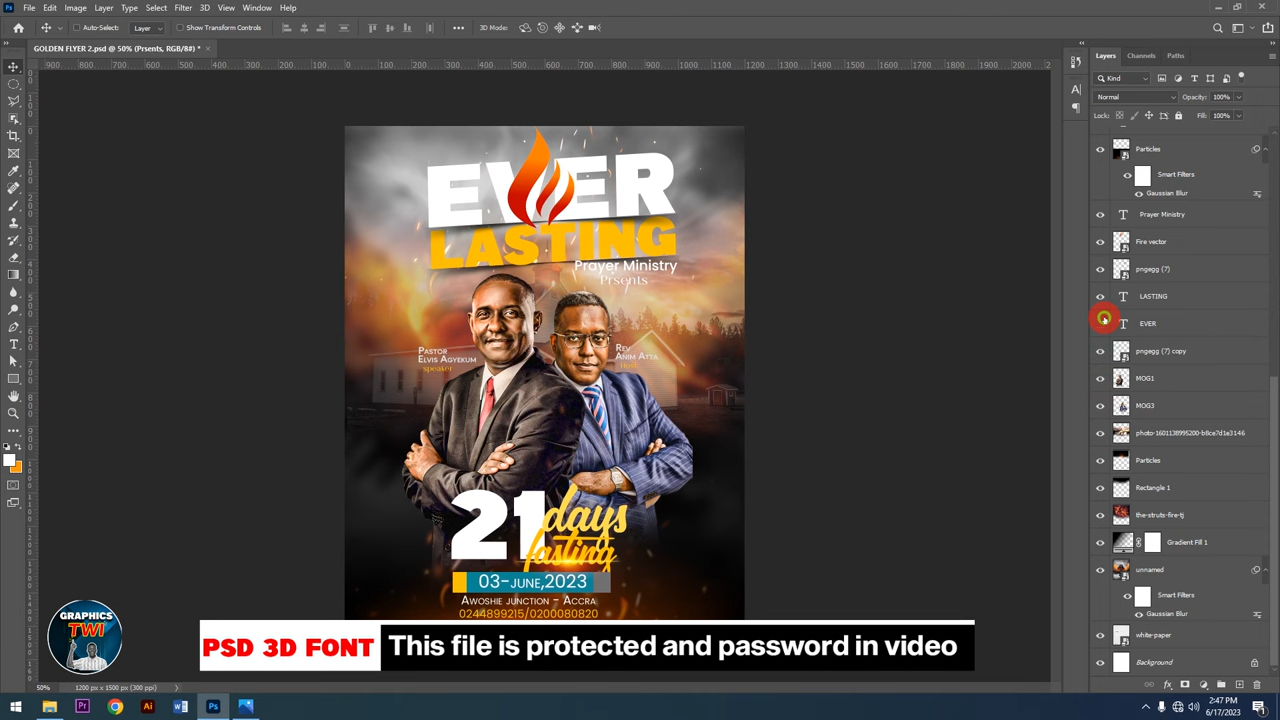 File Edit Image Layer Type Select Filter 3D View Window Help
Auto-Select: Layer Show Transform Controls 3D Mode:
GOLDEN FLYER 2.psd @ 50% (Prsents, RGB/8#) *
Layers Channels Paths
Kind
Normal Opacity: 100%
Lock: Fill: 100%
Particles
Smart Filters
Gaussian Blur
Prayer Ministry
Fire vector
pngegg (7)
LASTING
EVER
pngegg (7) copy
MOG1
MOG3
photo-1601138995200-b8ce7d1e3146
Particles
Rectangle 1
the-struts-fire-tj
Gradient Fill 1
unnamed
Smart Filters
Gaussian Blur
white-paper
Background
EVER
LASTING
Prayer Ministry
Prsents
Pastor
Elvis Agyekum
speaker
Rev
Anim Atta
Host
21 days
fasting
03-JUNE,2023
Awoshie junction - Accra
0244899215/0200080820
GRAPHICS
TWI
PSD 3D FONT This file is protected and password in video
50% 1200 px x 1500 px (300 ppi)
2:47 PM
6/17/2023